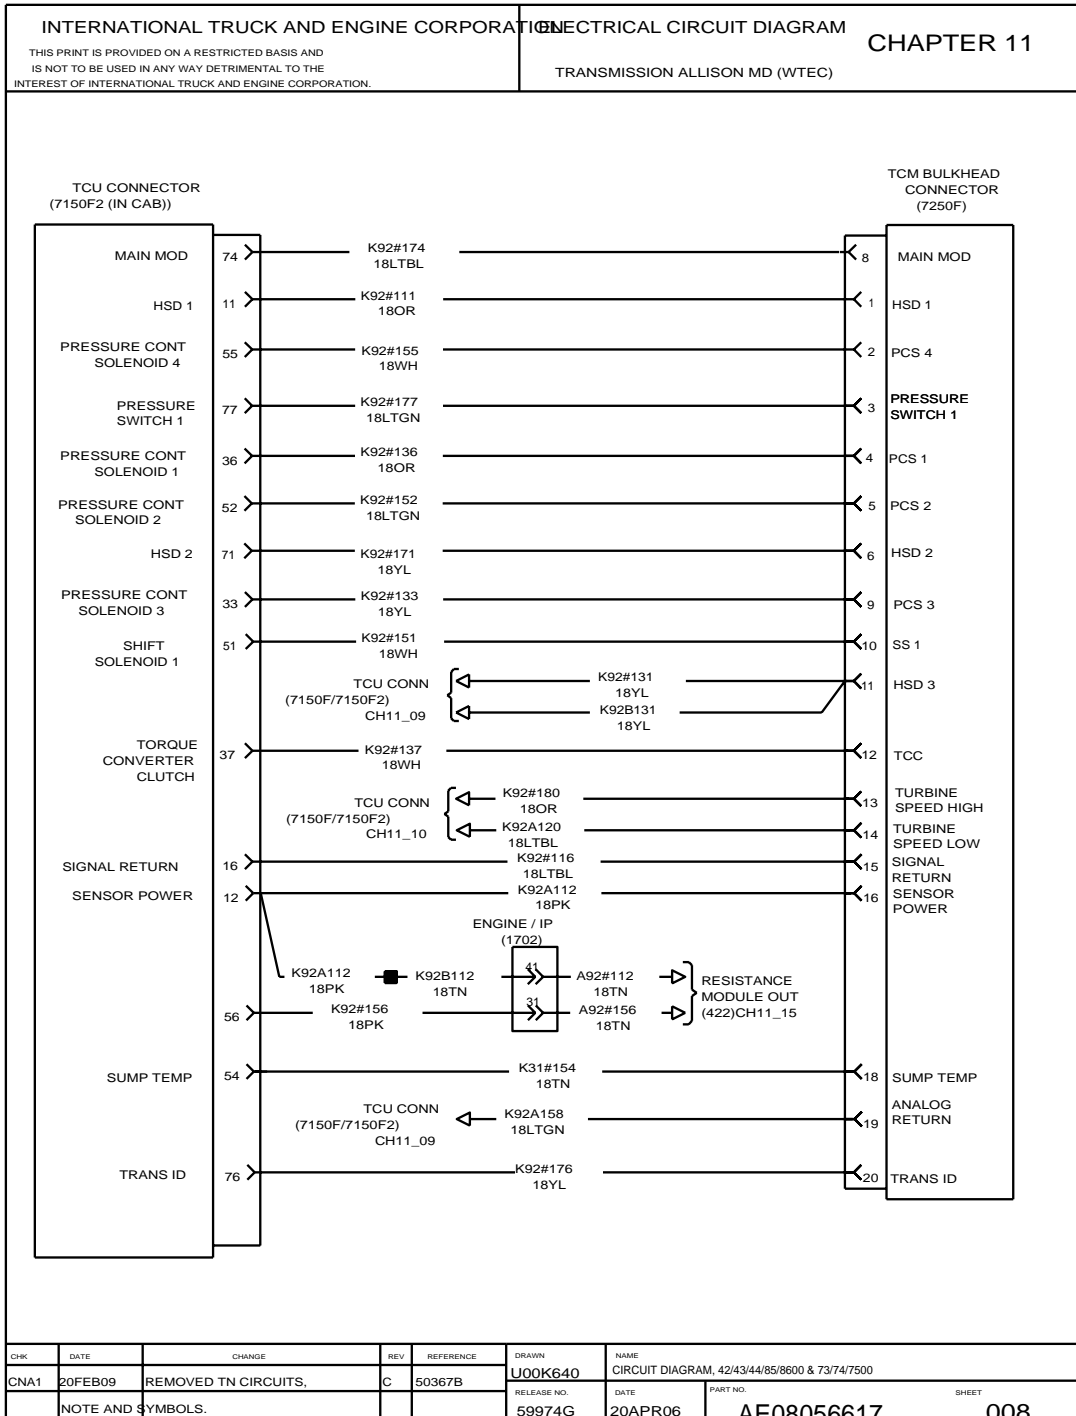 INTERNATIONAL TRUCK AND ENGINE CORPORATION
THIS PRINT IS PROVIDED ON A RESTRICTED BASIS AND
IS NOT TO BE USED IN ANY WAY DETRIMENTAL TO THE
INTEREST OF INTERNATIONAL TRUCK AND ENGINE CORPORATION.
ELECTRICAL CIRCUIT DIAGRAM
TRANSMISSION ALLISON MD (WTEC)
CHAPTER 11
TCU CONNECTOR
(7150F2 (IN CAB))
TCM BULKHEAD
CONNECTOR
(7250F)
MAIN MOD 74 K92#174 8 MAIN MOD
18LTBL
HSD 1 11 K92#111 1 HSD 1
18OR
PRESSURE CONT
SOLENOID 4 55 K92#155 2 PCS 4
18WH
PRESSURE
SWITCH 1 77 K92#177 3 PRESSURE
18LTGN SWITCH 1
PRESSURE CONT
SOLENOID 1 36 K92#136 4 PCS 1
18OR
PRESSURE CONT
SOLENOID 2 52 K92#152 5 PCS 2
18LTGN
HSD 2 71 K92#171 6 HSD 2
18YL
PRESSURE CONT
SOLENOID 3 33 K92#133 9 PCS 3
18YL
SHIFT
SOLENOID 1 51 K92#151 10 SS 1
18WH
TCU CONN
(7150F/7150F2)
CH11_09
K92#131 11 HSD 3
18YL
K92B131
18YL
TORQUE
CONVERTER
CLUTCH 37 K92#137 12 TCC
18WH
TCU CONN
(7150F/7150F2)
CH11_10
K92#180 13 TURBINE
18OR SPEED HIGH
K92A120 14 TURBINE
18LTBL SPEED LOW
SIGNAL RETURN 16 K92#116 15 SIGNAL
18LTBL RETURN
SENSOR POWER 12 K92A112 16 SENSOR
18PK POWER
ENGINE / IP
(1702)
K92A112 K92B112 41 A92#112
18PK 18TN 18TN
56 K92#156 31 A92#156
18PK 18TN
RESISTANCE
MODULE OUT
(422)CH11_15
SUMP TEMP 54 K31#154 18 SUMP TEMP
18TN
TCU CONN
(7150F/7150F2)
CH11_09
K92A158 19 ANALOG
18LTGN RETURN
TRANS ID 76 K92#176 20 TRANS ID
18YL
CHK DATE CHANGE REV REFERENCE DRAWN NAME
CNA1 20FEB09 REMOVED TN CIRCUITS, C 50367B U00K640 CIRCUIT DIAGRAM, 42/43/44/85/8600 & 73/74/7500
NOTE AND SYMBOLS.
RELEASE NO. DATE PART NO. SHEET
59974G 20APR06 AE08056617 008